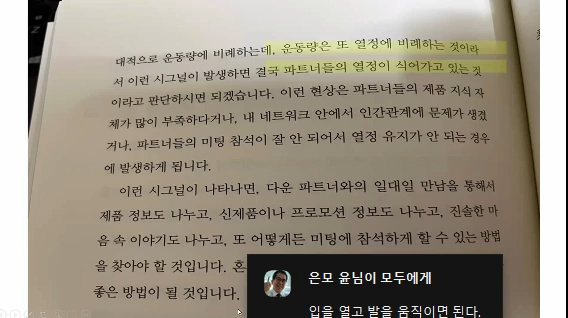 대적으로 운동량에 비례하는데, 운동량은 또 열정에 비례하는 것이라
서 이런 시그널이 발생하면 결국 파트너들의 열정이 식어가고 있는 것
이라고 판단하시면 되겠습니다. 이런 현상은 파트너들의 제품 지식 자
체가 많이 부족하다거나, 내 네트워크 안에서 인간관계에 문제가 생겼
거나, 파트너들의 미팅 참석이 잘 안 되어서 열정 유지가 안 되는 경우
에 발생하게 됩니다.
이런 시그널이 나타나면, 다운 파트너와의 일대일 만남을 통해서
제품 정보도 나누고, 신제품이나 프로모션 정보도 나누고, 진솔한 마
음 속 이야기도 나누고, 또 어떻게든 미팅에 참석하게 할 수 있는 방법
을 찾아야 할 것입니다. 혼
좋은 방법이 될 것입니다.
은모 윤님이 모두에게
입을 열고 발을 움직이면 된다.